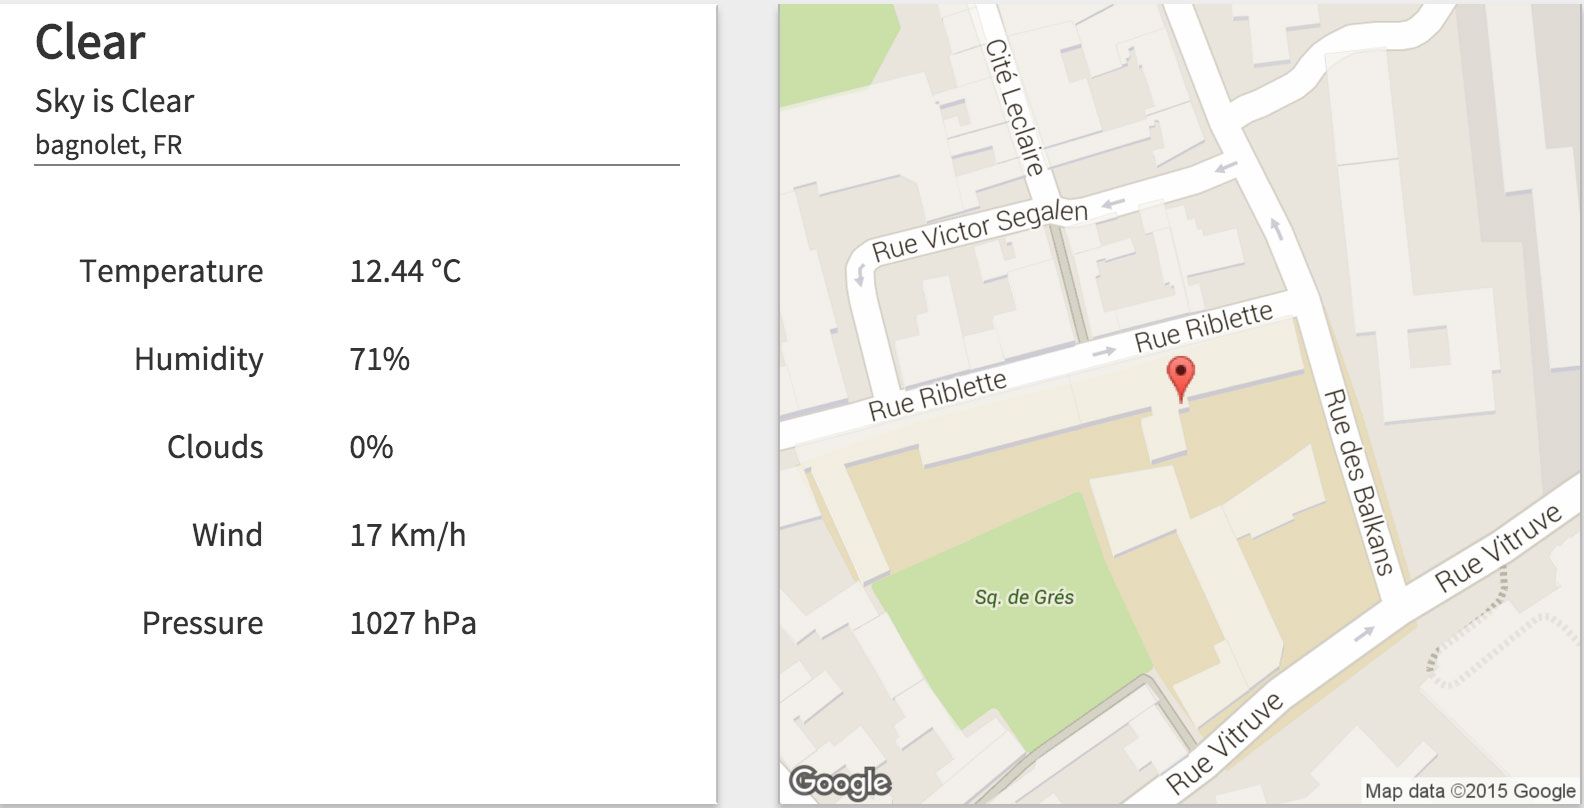 Clear
Sky is Clear
bagnolet, FR
Temperature 12.44 °C
Humidity 71%
Clouds 0%
Wind 17 Km/h
Pressure 1027 hPa
Cité Leclaire
Rue Victor Segalen
Rue Riblette
Rue Riblette
Rue des Balkans
Rue Vitruve
Sq. de Grés
Rue Vitruve
Google
Map data ©2015 Google